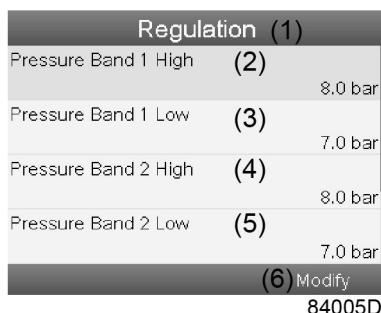 Regulation (1)
Pressure Band 1 High (2)
8.0 bar
Pressure Band 1 Low (3)
7.0 bar
Pressure Band 2 High (4)
8.0 bar
Pressure Band 2 Low (5)
7.0 bar
(6) Modify
84005D